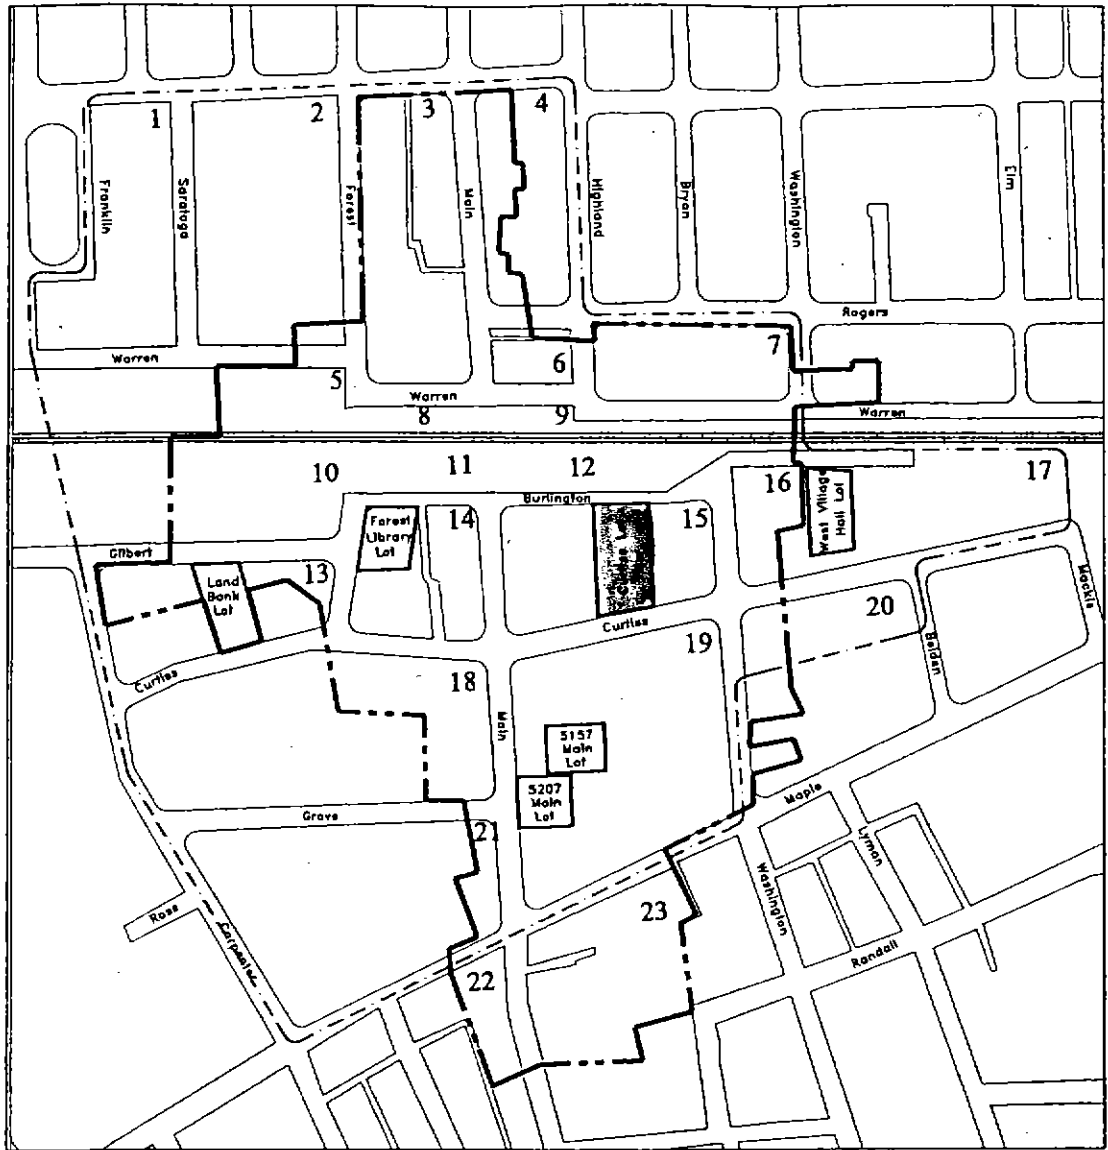 1
2
3
4
Franklin
Saratoga
Forest
Main
Highland
Bryan
Washington
Elm
Rogers
Warren
5
6
7
Warren
8
9
Warren
10
11
12
16
17
Burlington
Forest
Library
Lot
14
15
West Village
Hall Lot
Gilbert
Land
Bank
Lot
13
Curtiss
Curtiss
19
20
Mackie
Belden
18
Main
5157
Main
Lot
5207
Main
Lot
Grove
21
Maple
Lyman
Washington
Rose
Carpenter
23
Randall
22